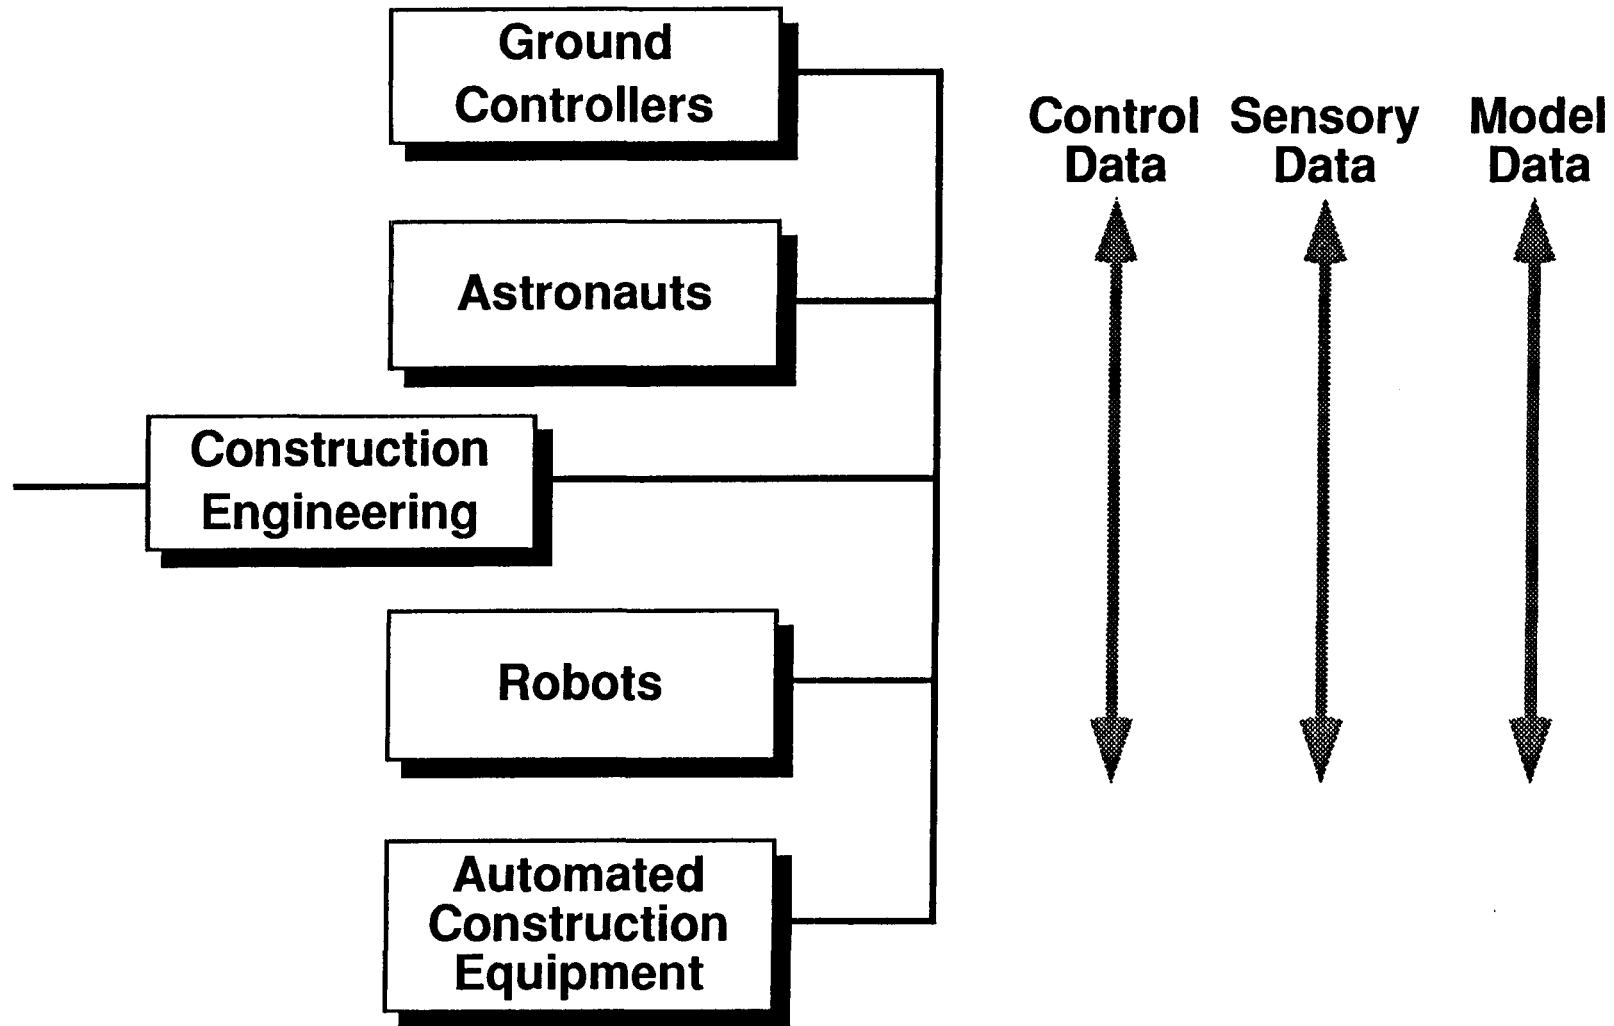 Ground
Controllers
Control
Data
Sensory
Data
Model
Data
Astronauts
Construction
Engineering
Robots
Automated
Construction
Equipment